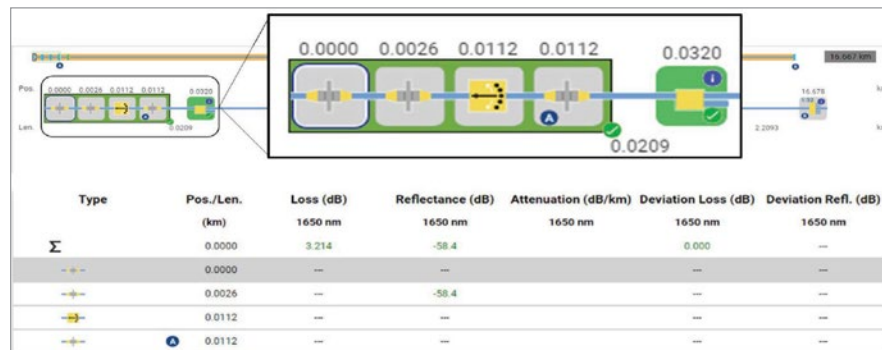 0.0000 0.0026 0.0112 0.0112 0.0320
A i
0.0209
16.667 km
Pos. 0.0000 0.0026 0.0112 0.0112 0.0320 16.678
Len. 0.0209 2.2093
Type Pos./Len. Loss (dB) Reflectance (dB) Attenuation (dB/km) Deviation Loss (dB) Deviation Refl. (dB)
(km) 1650 nm 1650 nm 1650 nm 1650 nm 1650 nm
Σ 0.0000 3.214 -58.4 0.000 ---
0.0000 --- --- ---
0.0026 --- -58.4 --- ---
0.0112 --- --- --- ---
A 0.0112 --- --- --- ---